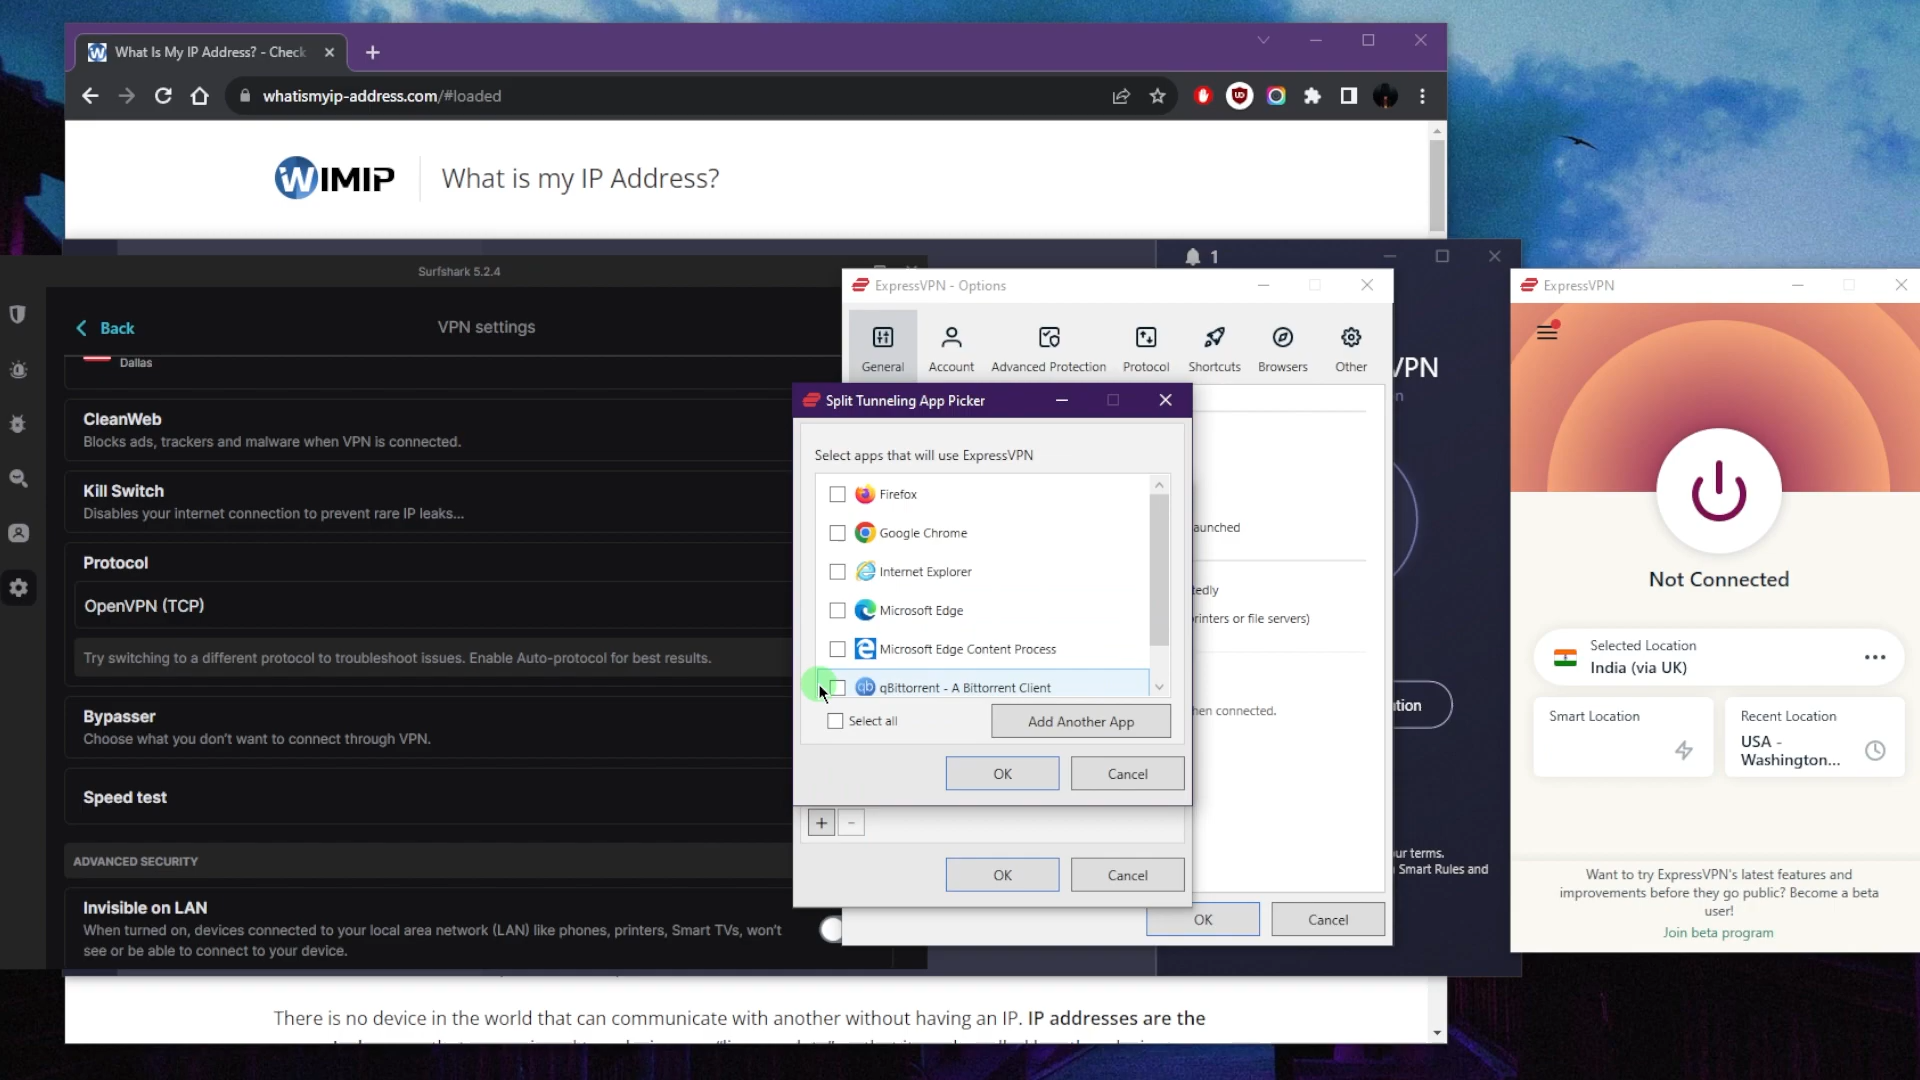 What Is My IP Address? - Check
whatismyip-address.com/#loaded
WIMIP
What is my IP Address?
1
Surfshark 5.2.4
Back
VPN settings
Dallas
CleanWeb
Blocks ads, trackers and malware when VPN is connected.
Kill Switch
Disables your internet connection to prevent rare IP leaks...
Protocol
OpenVPN (TCP)
Try switching to a different protocol to troubleshoot issues. Enable Auto-protocol for best results.
Bypasser
Choose what you don't want to connect through VPN.
Speed test
ADVANCED SECURITY
Invisible on LAN
When turned on, devices connected to your local area network (LAN) like phones, printers, Smart TVs, won't
see or be able to connect to your device.
ExpressVPN - Options
General
Account
Advanced Protection
Protocol
Shortcuts
Browsers
Other
Split Tunneling App Picker
Select apps that will use ExpressVPN
Firefox
Google Chrome
Internet Explorer
Microsoft Edge
Microsoft Edge Content Process
qb qBittorrent - A Bittorrent Client
Select all
Add Another App
OK
Cancel
+
-
OK
Cancel
aunched
tedly
rinters or file servers)
hen connected.
OK
Cancel
VPN
n
tion
ur terms.
Smart Rules and
ExpressVPN
Not Connected
Selected Location
India (via UK)
Smart Location
Recent Location
USA -
Washington...
Want to try ExpressVPN's latest features and
improvements before they go public? Become a beta
user!
Join beta program
There is no device in the world that can communicate with another without having an IP. IP addresses are the